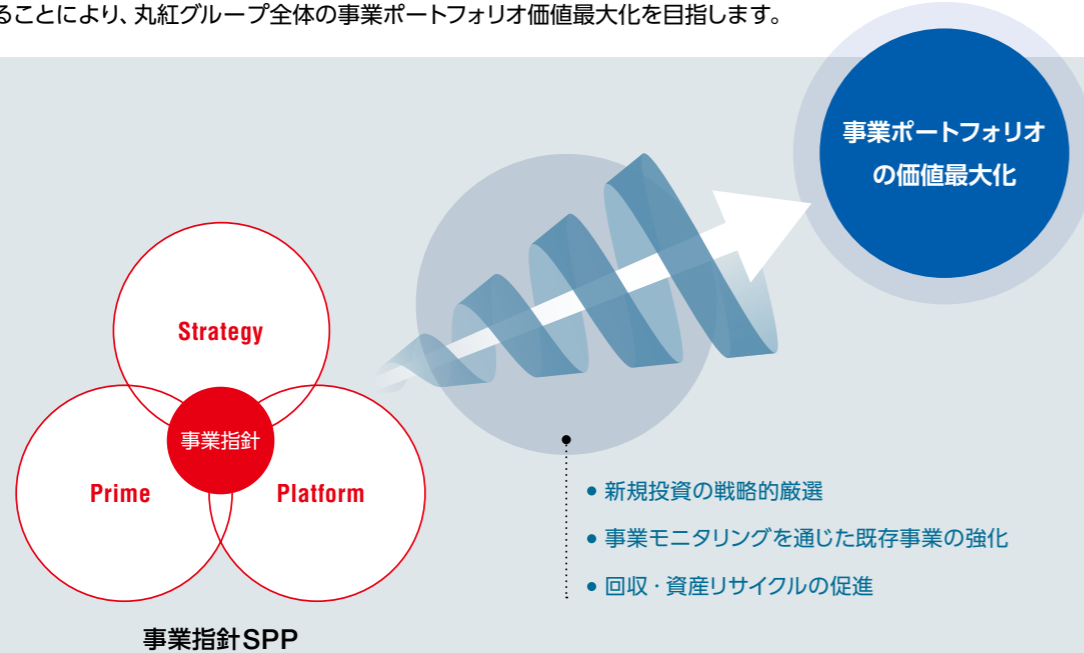 ることにより、丸紅グループ全体の事業ポートフォリオ価値最大化を目指します。
事業ポートフォリオ
の価値最大化
Strategy
事業指針
Prime
Platform
• 新規投資の戦略的厳選
• 事業モニタリングを通じた既存事業の強化
• 回収・資産リサイクルの促進
事業指針SPP